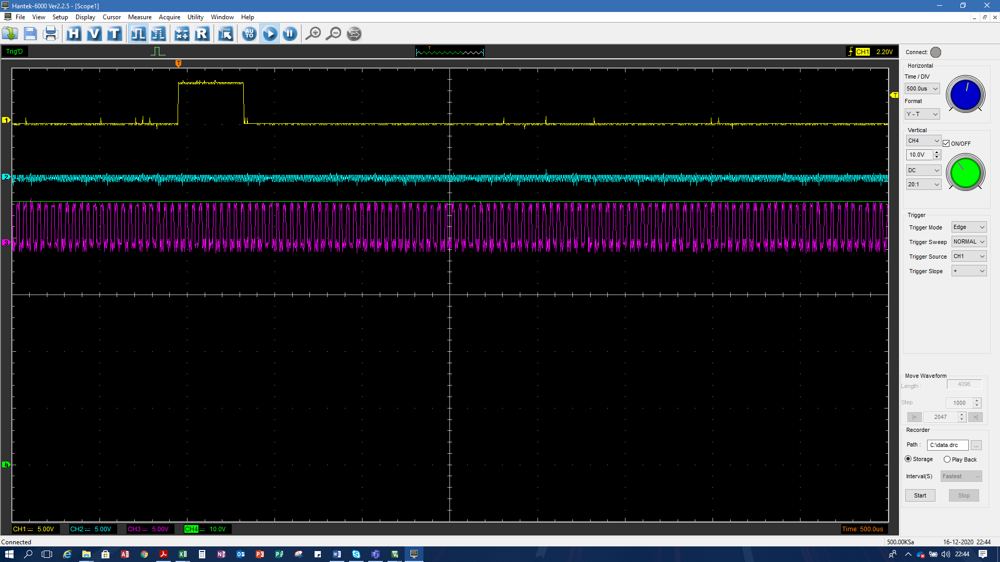 Hantek-6000 Ver2.2.5 - [Scope1]
File View Setup Display Cursor Measure Acquire Utility Window Help
H V T R AUTO
Trig'D
T
CH1 2.20V
Connect:
T
T
Horizontal
Time / DIV
500.0us
Format
Y - T
1
Vertical
CH4
ON/OFF
10.0V
DC
20:1
2
Trigger
Trigger Mode Edge
Trigger Sweep NORMAL
Trigger Source CH1
Trigger Slope +
3
Move Waveform
Length : 4096
Step 1000
|< 2047 >|
Recorder
Path : C:\data.drc ...
Storage Play Back
4
Interval(S) Fastest
Start Stop
CH1 5.00V CH2 5.00V CH3 5.00V CH4 10.0V Time: 500.0us
Connected 500.00KSa 16-12-2020 22:44
22:44